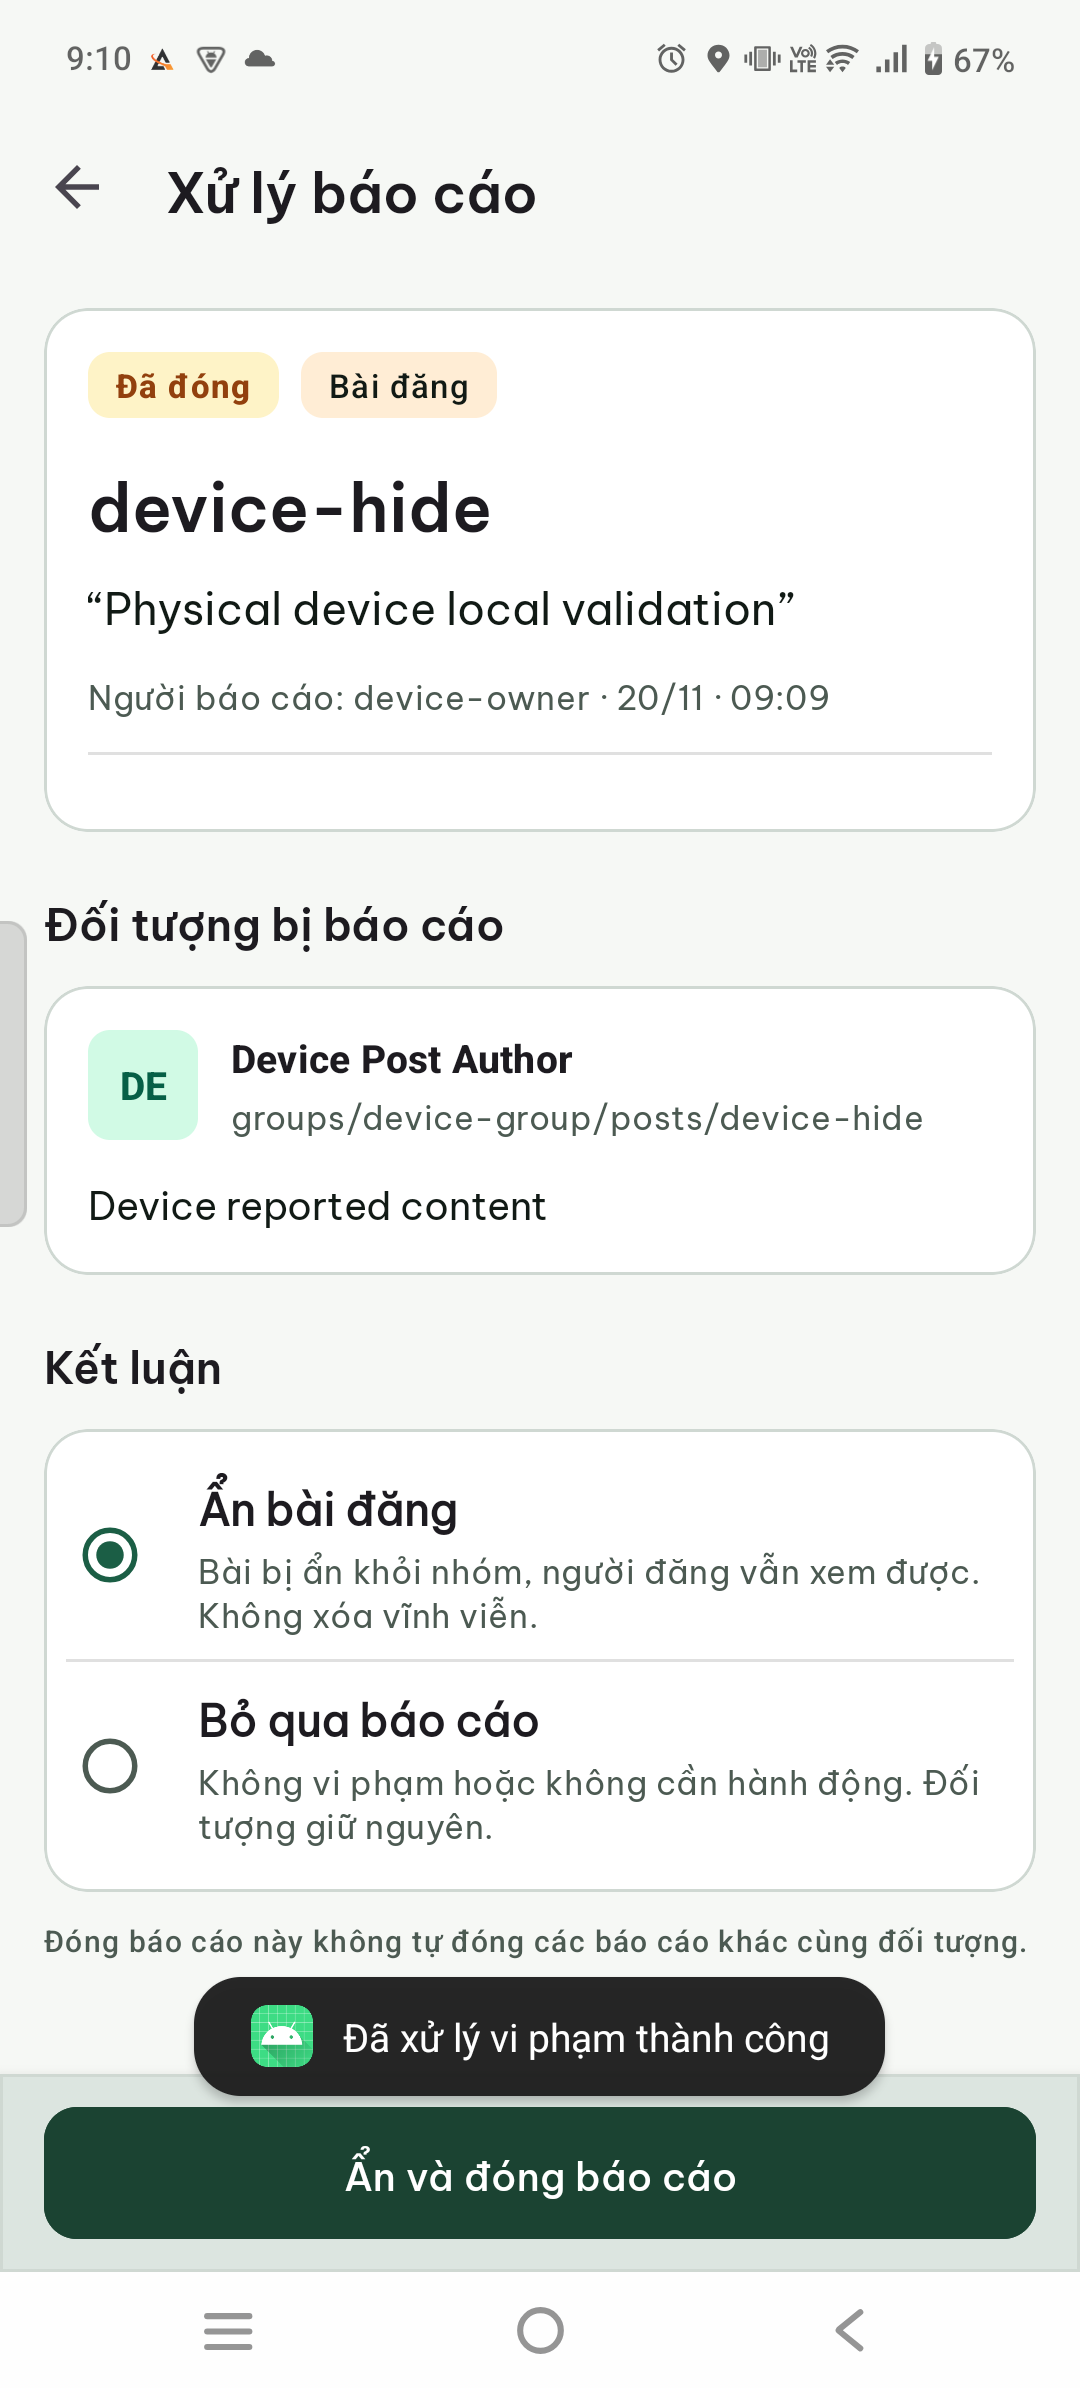 9:10
Vo) LTE
67%
Xử lý báo cáo
Đã đóng
Bài đăng
device-hide
“Physical device local validation”
Người báo cáo: device-owner · 20/11 · 09:09
Đối tượng bị báo cáo
DE
Device Post Author
groups/device-group/posts/device-hide
Device reported content
Kết luận
Ẩn bài đăng
Bài bị ẩn khỏi nhóm, người đăng vẫn xem được.
Không xóa vĩnh viễn.
Bỏ qua báo cáo
Không vi phạm hoặc không cần hành động. Đối
tượng giữ nguyên.
Đóng báo cáo này không tự đóng các báo cáo khác cùng đối tượng.
Đã xử lý vi phạm thành công
Ẩn và đóng báo cáo